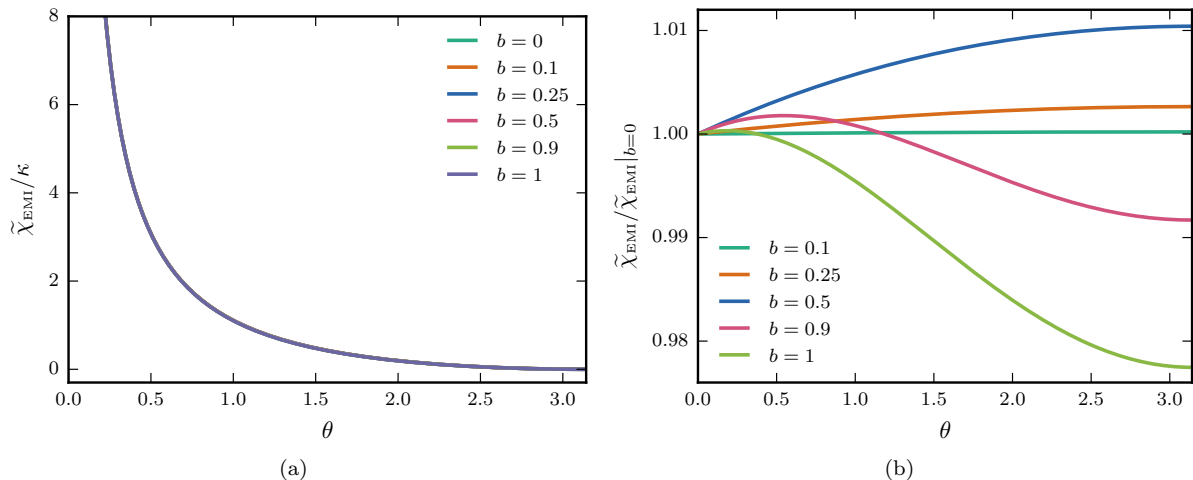 8
6
4
2
0
0.0 0.5 1.0 1.5 2.0 2.5 3.0
θ
χ̃_EMI/κ
b = 0
b = 0.1
b = 0.25
b = 0.5
b = 0.9
b = 1
(a)
1.01
1.00
0.99
0.98
0.0 0.5 1.0 1.5 2.0 2.5 3.0
θ
χ̃_EMI/χ̃_EMI|_{b=0}
b = 0.1
b = 0.25
b = 0.5
b = 0.9
b = 1
(b)